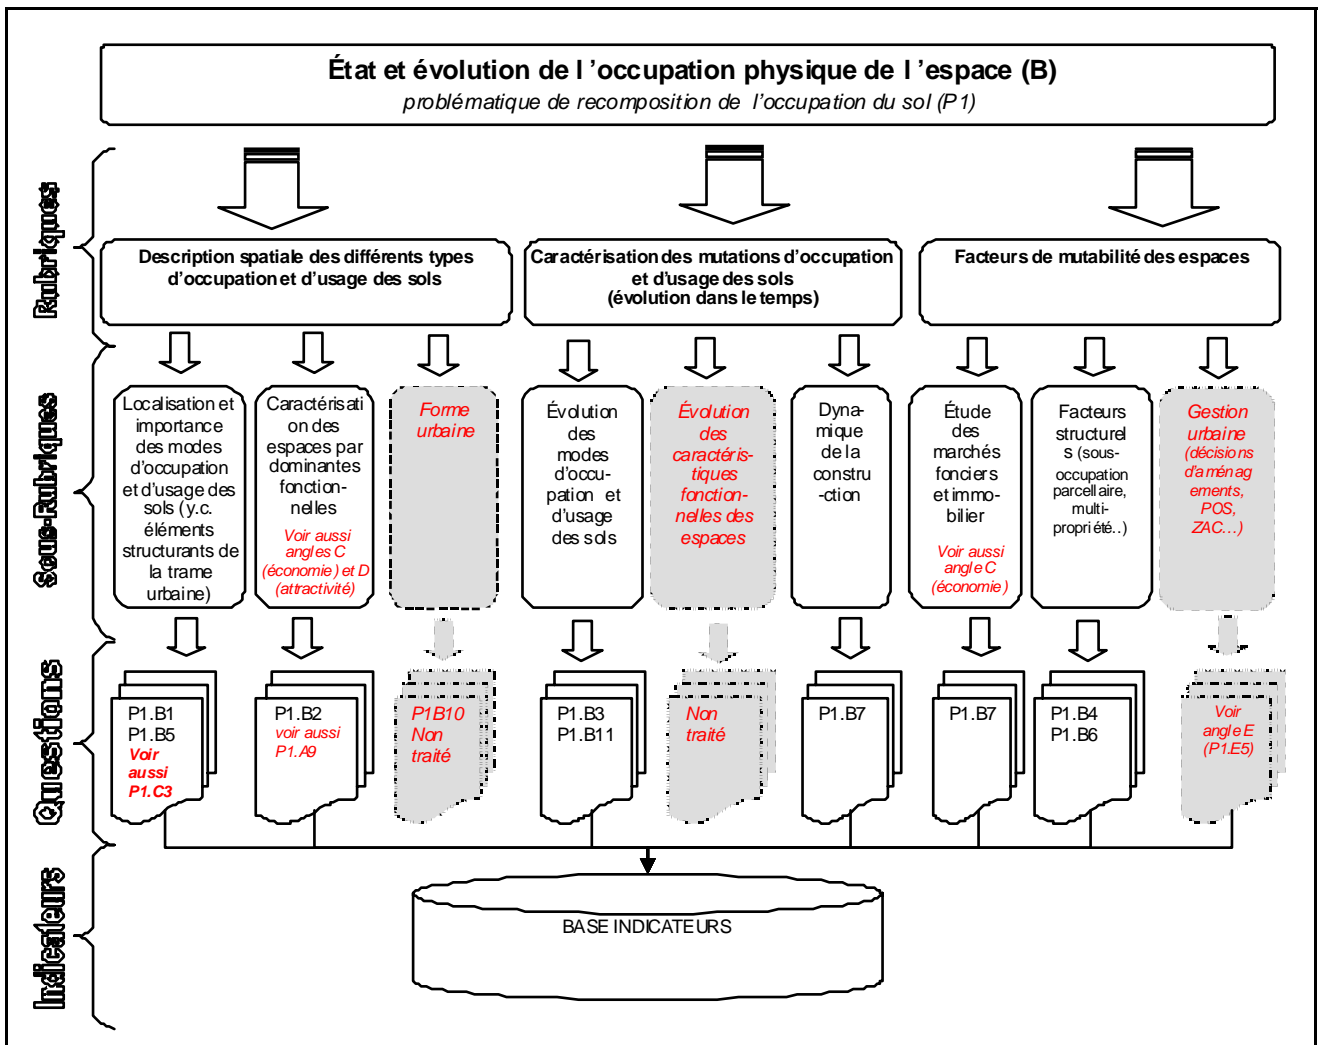 État et évolution de l 'occupation physique de l 'espace (B)
problématique de recomposition de l'occupation du sol (P1)
Rubriques
Description spatiale des différents types
d'occupation et d'usage des sols
Caractérisation des mutations d'occupation
et d'usage des sols
(évolution dans le temps)
Facteurs de mutabilité des espaces
Sous-Rubriques
Localisation et
importance
des modes
d'occupation
et d'usage des
sols (y.c.
éléments
structurants de
la trame
urbaine)
Caractérisati
on des
espaces par
dominantes
fonction-
nelles
Voir aussi
angles C
(économie) et D
(attractivité)
Forme
urbaine
Évolution
des
modes
d'occu-
pation et
d'usage
des sols
Évolution
des
caractéris-
tiques
fonction-
nelles des
espaces
Dyna-
mique
de la
constru
-ction
Étude
des
marchés
fonciers
et immo-
bilier
Voir aussi
angle C
(économie)
Facteurs
structurel
s (sous-
occupation
parcellaire,
multi-
propriété..)
Gestion
urbaine
(décisions
d'aménag
ements,
POS,
ZAC...)
Questions
P1.B1
P1.B5
Voir
aussi
P1.C3
P1.B2
voir aussi
P1.A9
P1B10
Non
traité
P1.B3
P1.B11
Non
traité
P1.B7
P1.B7
P1.B4
P1.B6
Voir
angle E
(P1.E5)
Indicateurs
BASE INDICATEURS